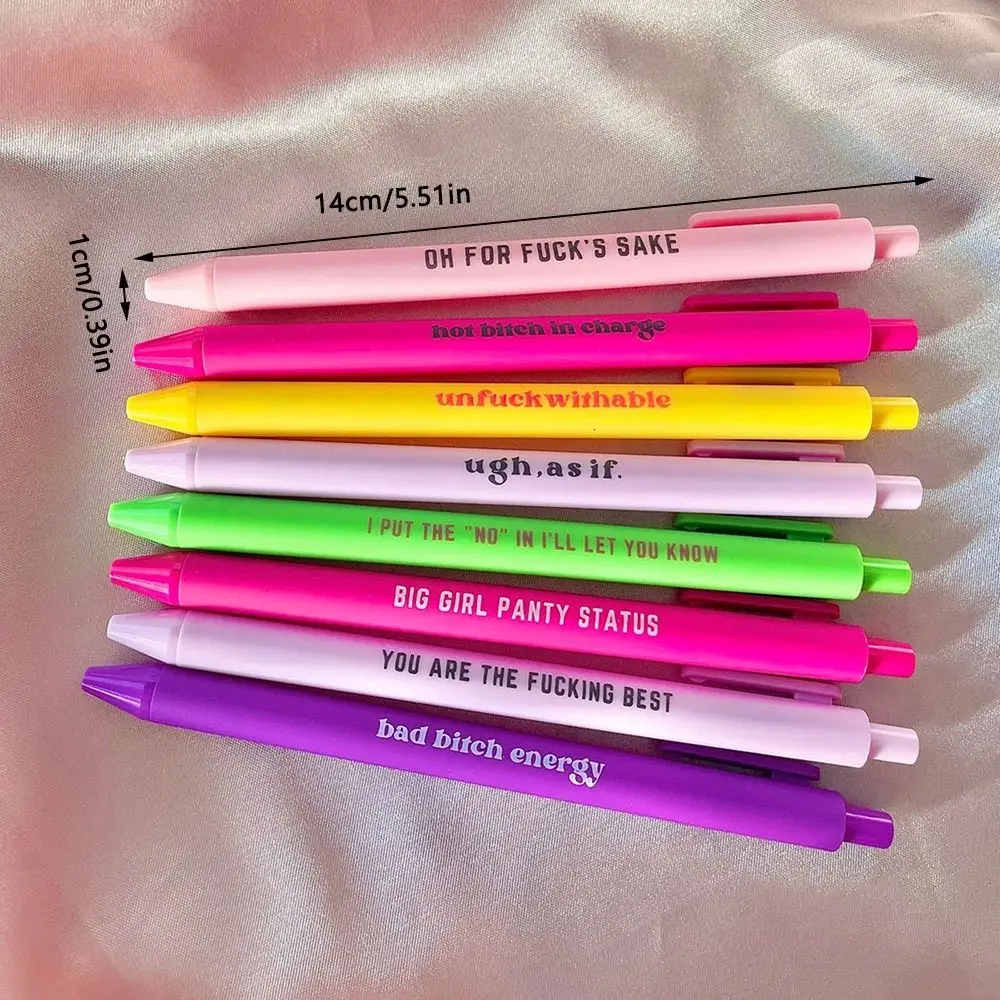 14cm/5.51in
1cm/0.39in
OH FOR FUCK'S SAKE
hot bitch in charge
unfuckwithable
ugh, as if.
I PUT THE "NO" IN I'LL LET YOU KNOW
BIG GIRL PANTY STATUS
YOU ARE THE FUCKING BEST
bad bitch energy